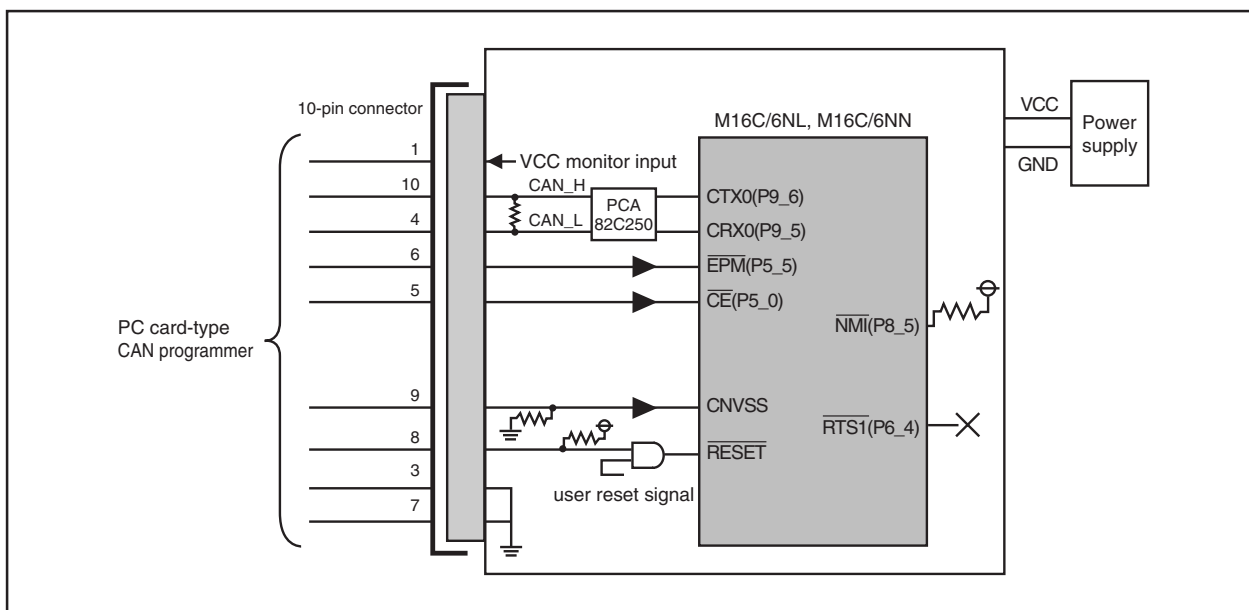 10-pin connector
PC card-type
CAN programmer
1
10
4
6
5
9
8
3
7
VCC monitor input
CAN_H
CAN_L
PCA
82C250
user reset signal
M16C/6NL, M16C/6NN
CTX0(P9_6)
CRX0(P9_5)
EPM(P5_5)
CE(P5_0)
CNVSS
RESET
NMI(P8_5)
RTS1(P6_4)
VCC
GND
Power
supply